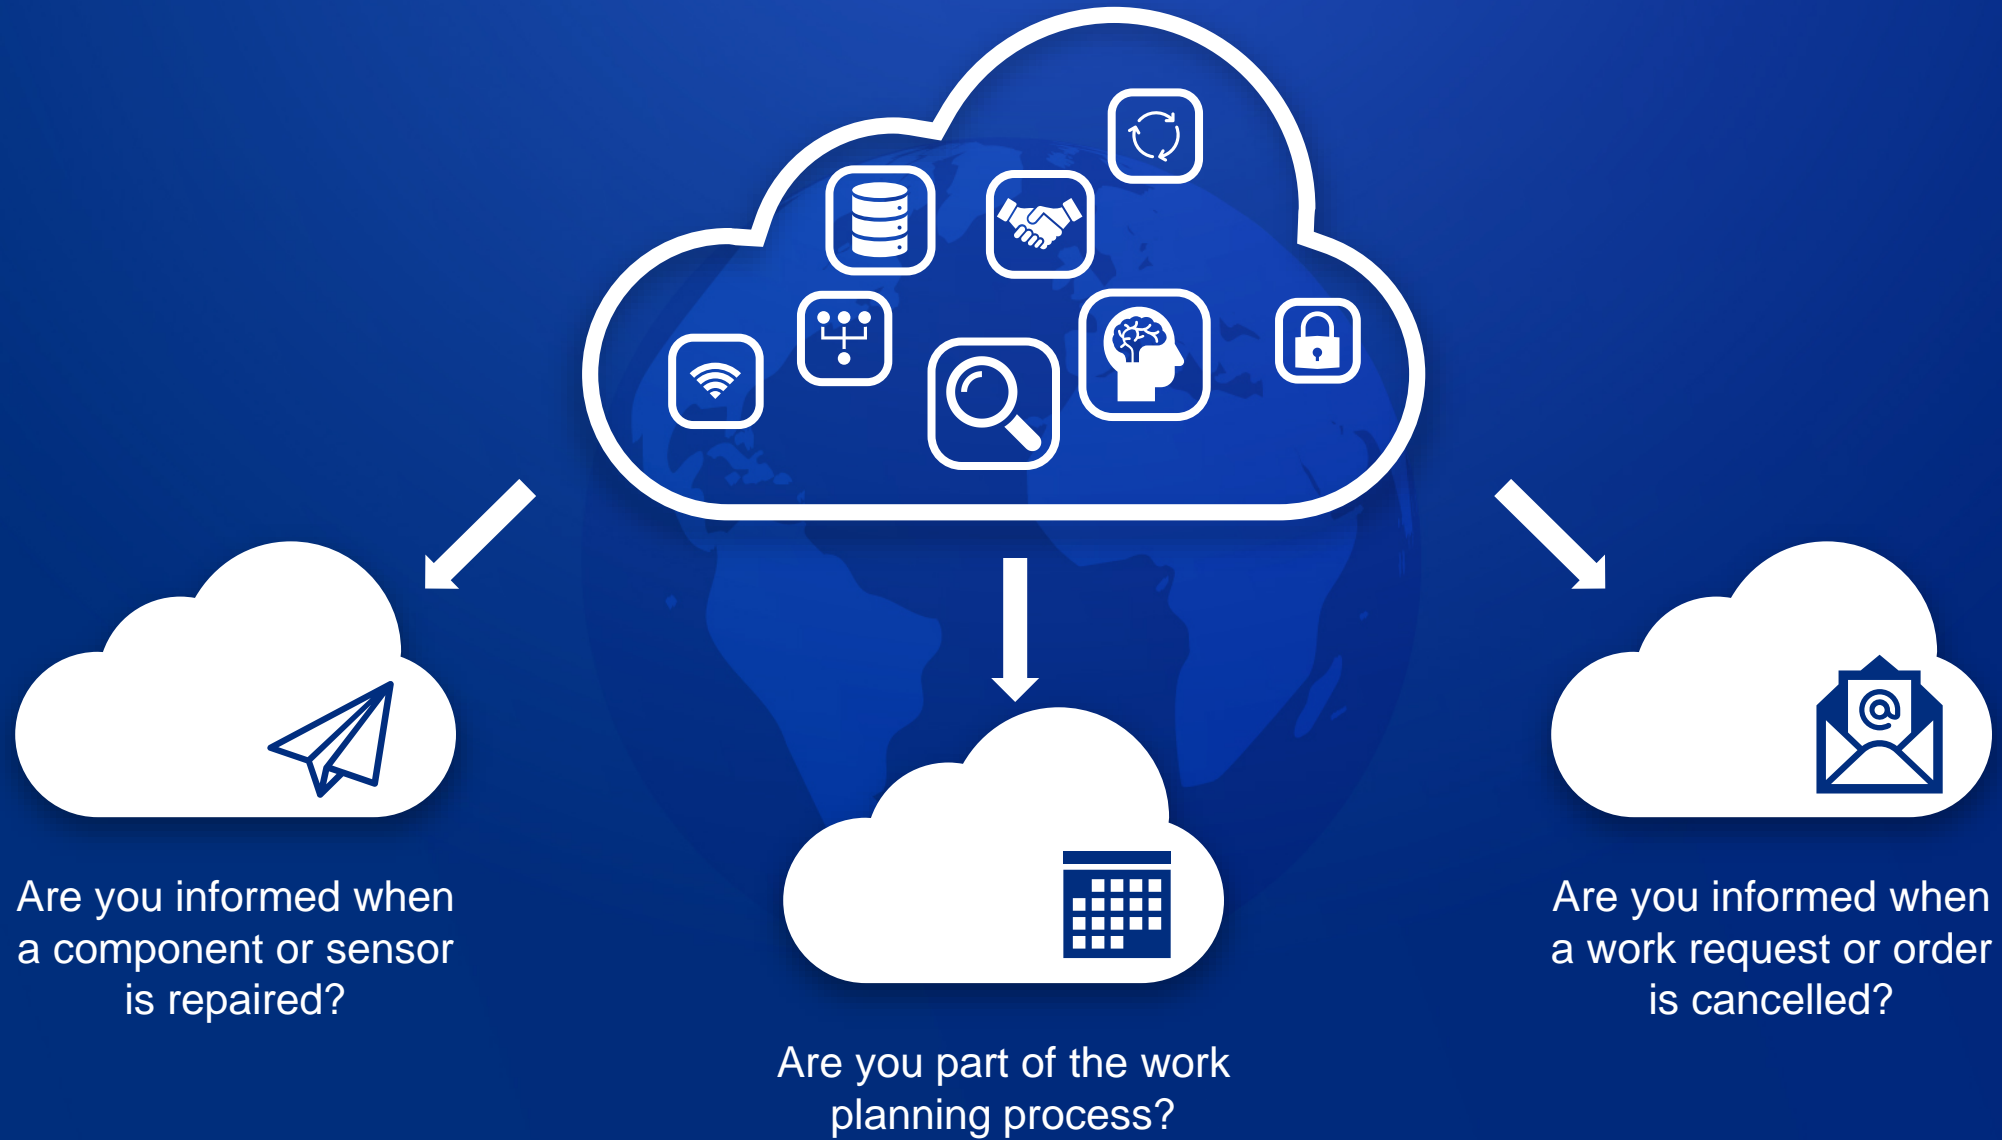 Are you informed when
a component or sensor
is repaired?
Are you part of the work
planning process?
Are you informed when
a work request or order
is cancelled?